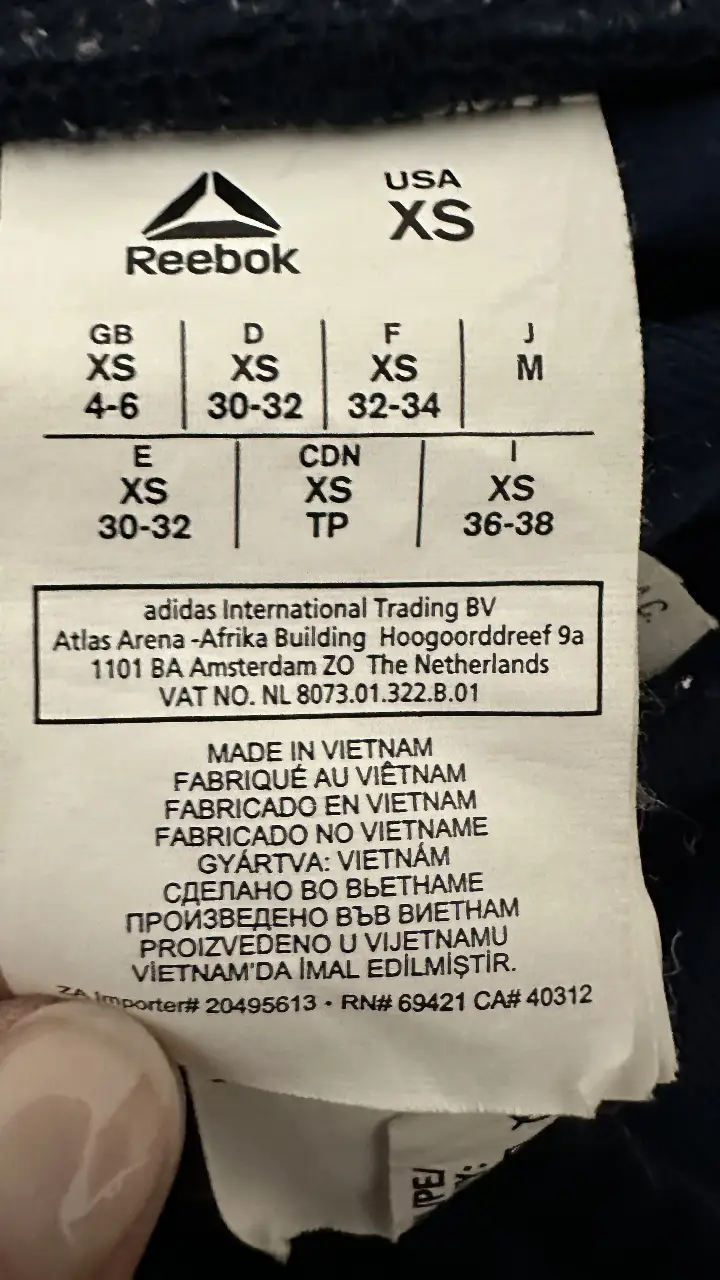 USA
XS
Reebok
GB D F J
XS XS XS M
4-6 30-32 32-34
E CDN I
XS XS XS
30-32 TP 36-38
adidas International Trading BV
Atlas Arena -Afrika Building Hoogoorddreef 9a
1101 BA Amsterdam ZO The Netherlands
VAT NO. NL 8073.01.322.B.01
MADE IN VIETNAM
FABRIQUÉ AU VIÊTNAM
FABRICADO EN VIETNAM
FABRICADO NO VIETNAME
GYÁRTVA: VIETNÁM
СДЕЛАНО ВО ВЬЕТНАМЕ
ПРОИЗВЕДЕНО ВЪВ ВИЕТНАМ
PROIZVEDENO U VIJETNAMU
VİETNAM'DA İMAL EDİLMİŞTİR.
ZA Importer# 20495613 • RN# 69421 CA# 40312